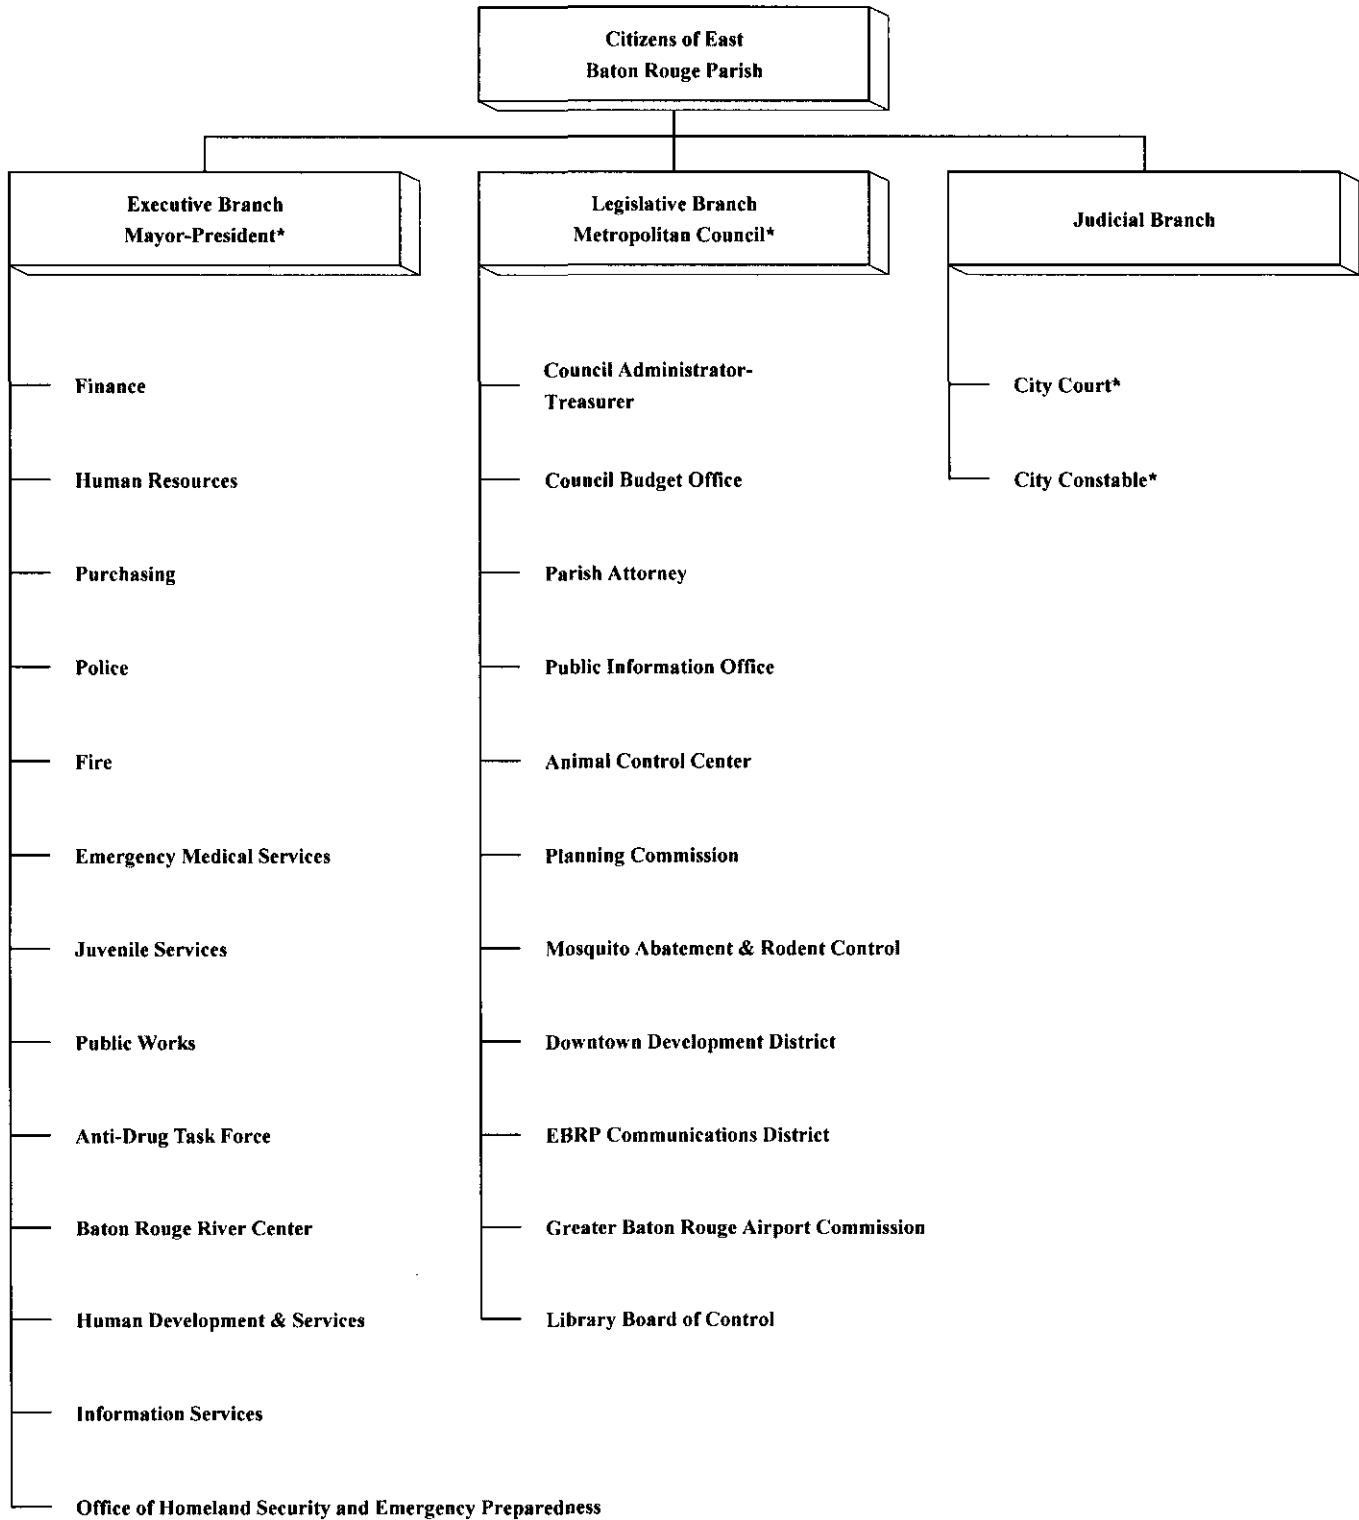 Citizens of East
Baton Rouge Parish
Executive Branch
Mayor-President*
Legislative Branch
Metropolitan Council*
Judicial Branch
Finance
Human Resources
Purchasing
Police
Fire
Emergency Medical Services
Juvenile Services
Public Works
Anti-Drug Task Force
Baton Rouge River Center
Human Development & Services
Information Services
Office of Homeland Security and Emergency Preparedness
Council Administrator-
Treasurer
Council Budget Office
Parish Attorney
Public Information Office
Animal Control Center
Planning Commission
Mosquito Abatement & Rodent Control
Downtown Development District
EBRP Communications District
Greater Baton Rouge Airport Commission
Library Board of Control
City Court*
City Constable*